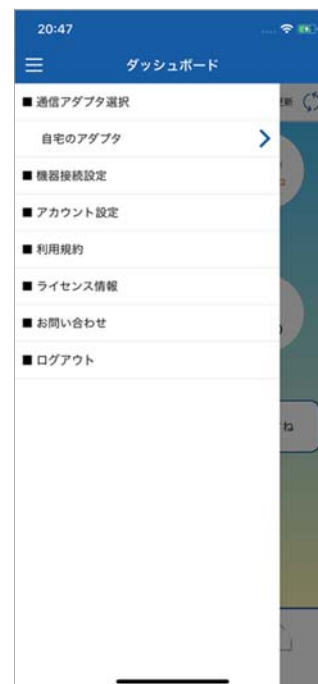 20:47
ダッシュボード
■ 通信アダプタ選択
自宅のアダプタ
■ 機器接続設定
■ アカウント設定
■ 利用規約
■ ライセンス情報
■ お問い合わせ
■ ログアウト